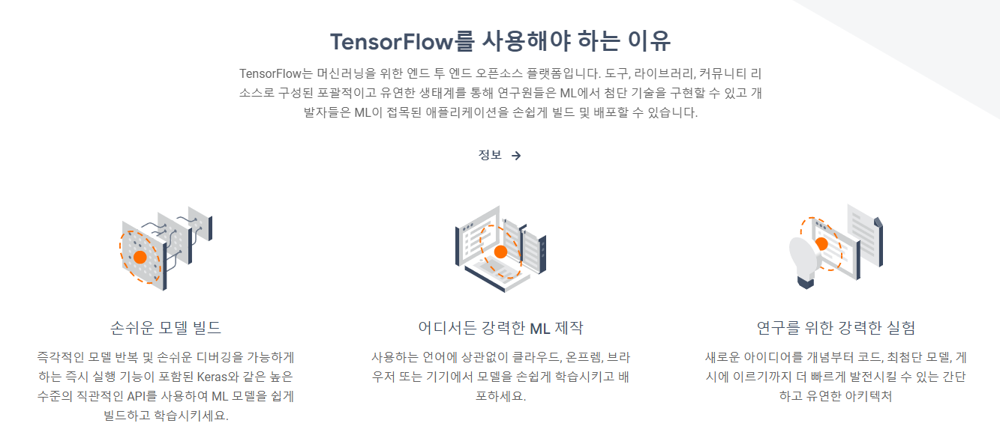 TensorFlow를 사용해야 하는 이유
TensorFlow는 머신러닝을 위한 엔드 투 엔드 오픈소스 플랫폼입니다. 도구, 라이브러리, 커뮤니티 리
소스로 구성된 포괄적이고 유연한 생태계를 통해 연구원들은 ML에서 첨단 기술을 구현할 수 있고 개
발자들은 ML이 접목된 애플리케이션을 손쉽게 빌드 및 배포할 수 있습니다.
정보 →
손쉬운 모델 빌드
즉각적인 모델 반복 및 손쉬운 디버깅을 가능하게
하는 즉시 실행 기능이 포함된 Keras와 같은 높은
수준의 직관적인 API를 사용하여 ML 모델을 쉽게
빌드하고 학습시키세요.
어디서든 강력한 ML 제작
사용하는 언어에 상관없이 클라우드, 온프렘, 브라
우저 또는 기기에서 모델을 손쉽게 학습시키고 배
포하세요.
연구를 위한 강력한 실험
새로운 아이디어를 개념부터 코드, 최첨단 모델, 게
시에 이르기까지 더 빠르게 발전시킬 수 있는 간단
하고 유연한 아키텍처